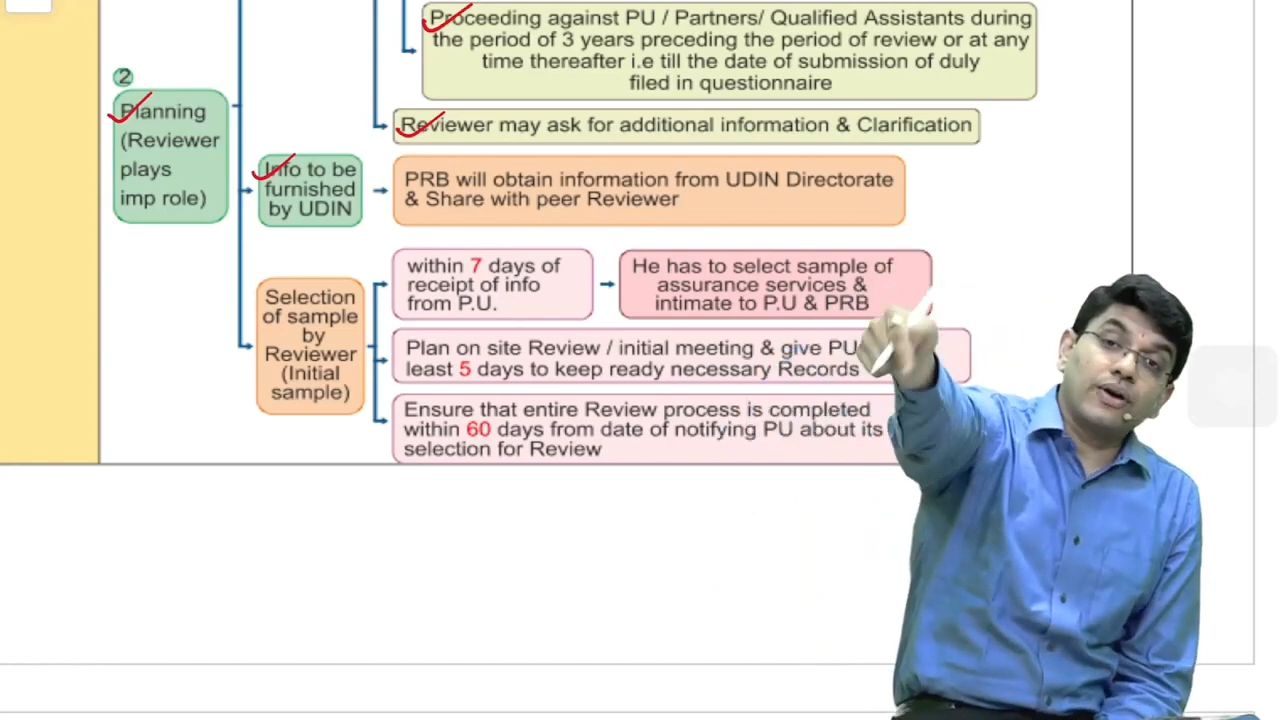 Proceeding against PU / Partners/ Qualified Assistants during
the period of 3 years preceding the period of review or at any
time thereafter i.e till the date of submission of duly
filed in questionnaire
2
Planning
(Reviewer
plays
imp role)
Reviewer may ask for additional information & Clarification
Info to be
furnished
by UDIN
PRB will obtain information from UDIN Directorate
& Share with peer Reviewer
Selection
of sample
by
Reviewer
(Initial
sample)
within 7 days of
receipt of info
from P.U.
He has to select sample of
assurance services &
intimate to P.U & PRB
Plan on site Review / initial meeting & give PU
least 5 days to keep ready necessary Records
Ensure that entire Review process is completed
within 60 days from date of notifying PU about its
selection for Review